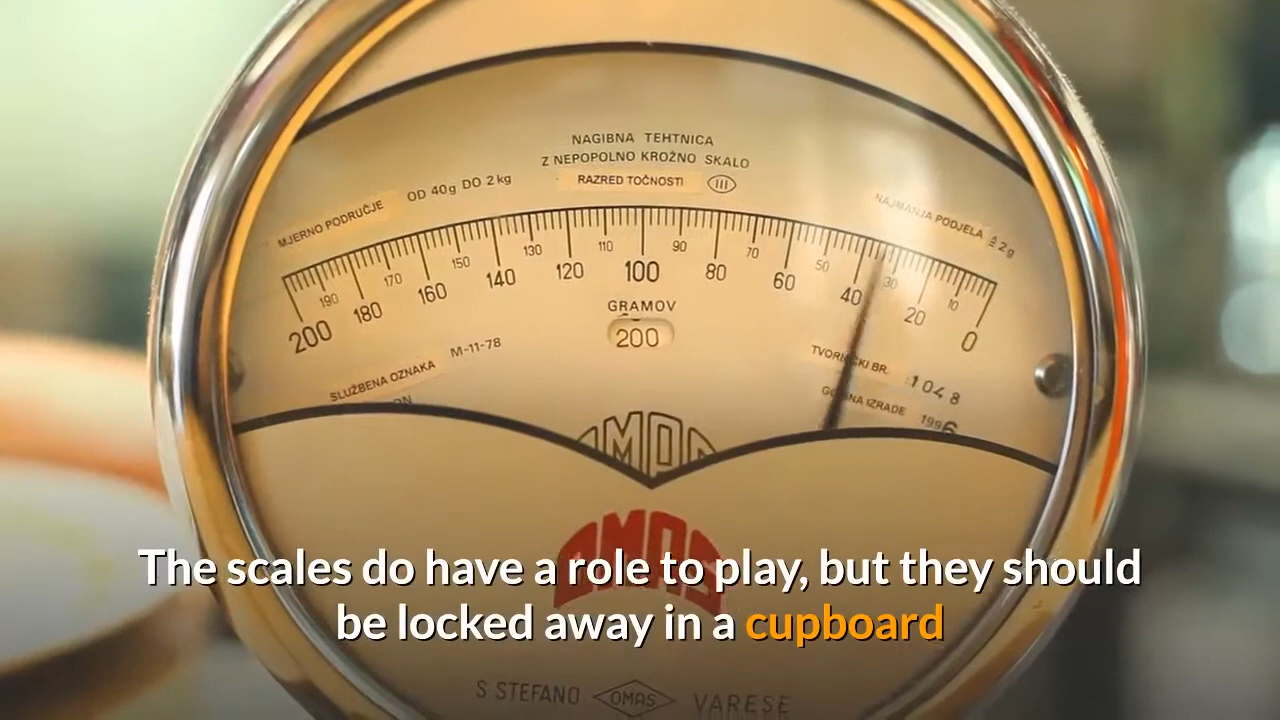 NAGIBNA TEHTNICA
Z NEPOPOLNO KROŽNO SKALO
RAZRED TOČNOSTI III
MJERNO PODRUČJE OD 40g DO 2kg
NAJMANJA PODJELA ≙ 2g
200 190 180 170 160 150 140 130 120 110 100 90 80 70 60 50 40 30 20 10 0
GRAMOV
200
SLUŽBENA OZNAKA M-11-78
TVORNIČKI BR. 1048
GODINA IZRADE 1996
OMAS
The scales do have a role to play, but they should
be locked away in a cupboard
S. STEFANO OMAS VARESE